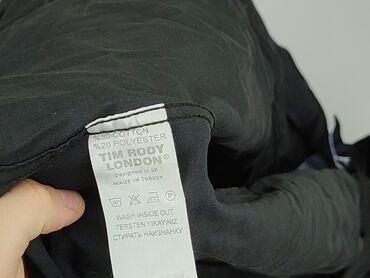 %80 COTTON
%20 POLYESTER
TIM RODY
LONDON®
Designed in UK
MADE IN TURKEY
WASH INSIDE OUT
TERSTEN YIKAYINIZ
СТИРАТЬ НАИЗНАНКУ